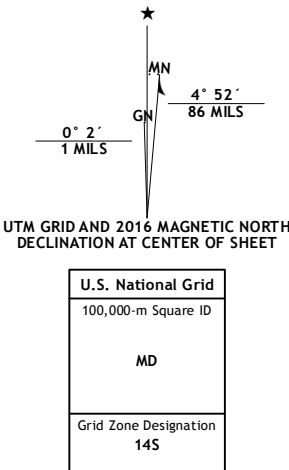 ★
MN
GN
4° 52´
86 MILS
0° 2´
1 MILS
UTM GRID AND 2016 MAGNETIC NORTH
DECLINATION AT CENTER OF SHEET
U.S. National Grid
100,000-m Square ID
MD
Grid Zone Designation
14S